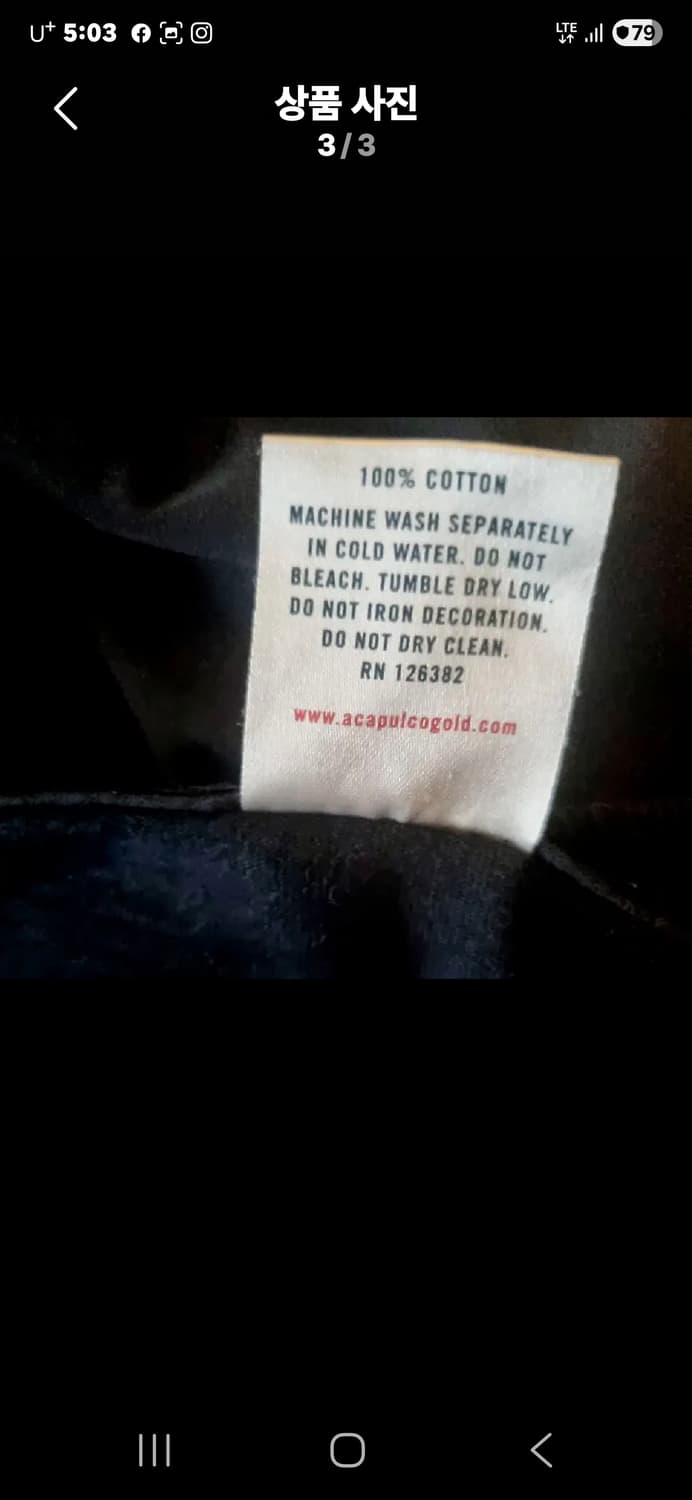 U+ 5:03 LTE 79
상품 사진
3/3
100% COTTON
MACHINE WASH SEPARATELY
IN COLD WATER. DO NOT
BLEACH. TUMBLE DRY LOW.
DO NOT IRON DECORATION.
DO NOT DRY CLEAN.
RN 126382
www.acapulcogold.com